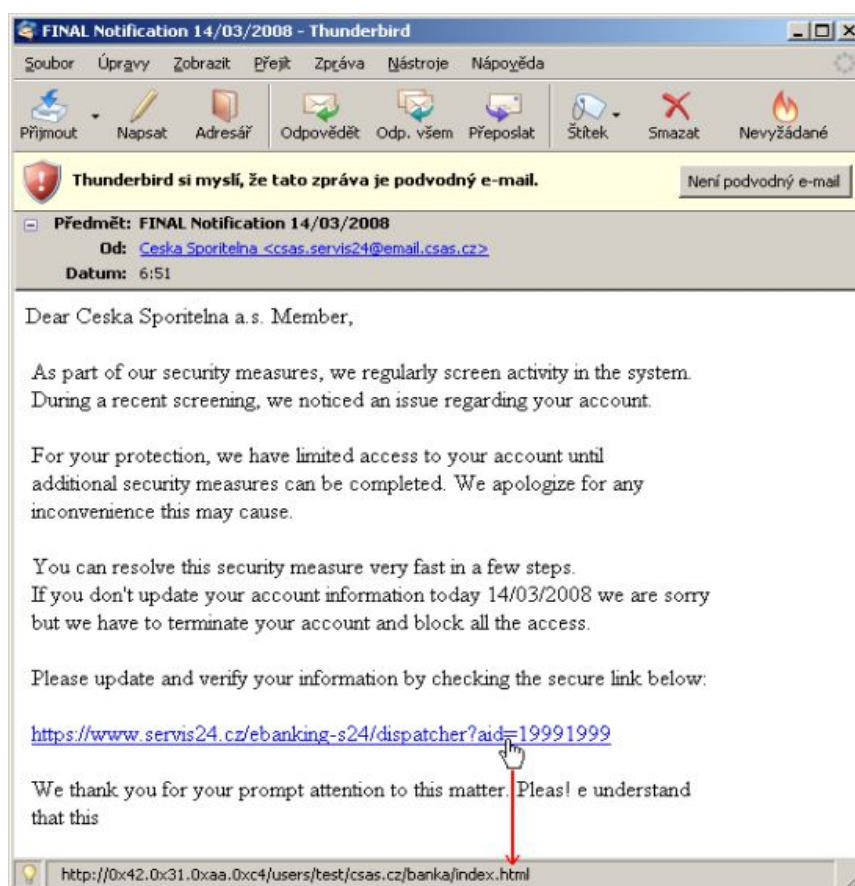 FINAL Notification 14/03/2008 - Thunderbird
Soubor Úpravy Zobrazit Přejít Zpráva Nástroje Nápověda
Přijmout Napsat Adresář Odpovědět Odp. všem Přeposlat Štítek Smazat Nevyžádané
Thunderbird si myslí, že tato zpráva je podvodný e-mail. Není podvodný e-mail
Předmět: FINAL Notification 14/03/2008
Od: Ceska Sporitelna <csas.servis24@email.csas.cz>
Datum: 6:51
Dear Ceska Sporitelna a.s. Member,
As part of our security measures, we regularly screen activity in the system.
During a recent screening, we noticed an issue regarding your account.
For your protection, we have limited access to your account until
additional security measures can be completed. We apologize for any
inconvenience this may cause.
You can resolve this security measure very fast in a few steps.
If you don't update your account information today 14/03/2008 we are sorry
but we have to terminate your account and block all the access.
Please update and verify your information by checking the secure link below:
https://www.servis24.cz/ebanking-s24/dispatcher?aid=19991999
We thank you for your prompt attention to this matter. Pleas! e understand
that this
http://0x42.0x31.0xaa.0xc4/users/test/csas.cz/banka/index.html